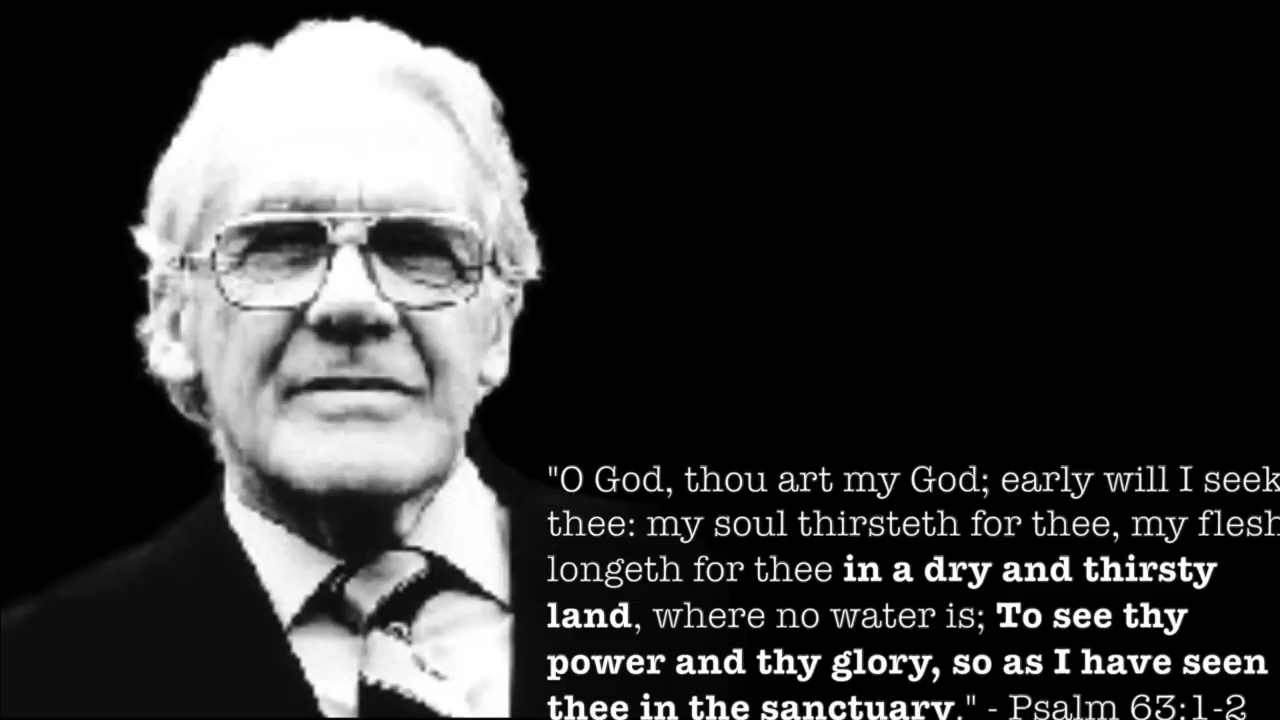 "O God, thou art my God; early will I seek
thee: my soul thirsteth for thee, my flesh
longeth for thee in a dry and thirsty
land, where no water is; To see thy
power and thy glory, so as I have seen
thee in the sanctuary." - Psalm 63:1-2